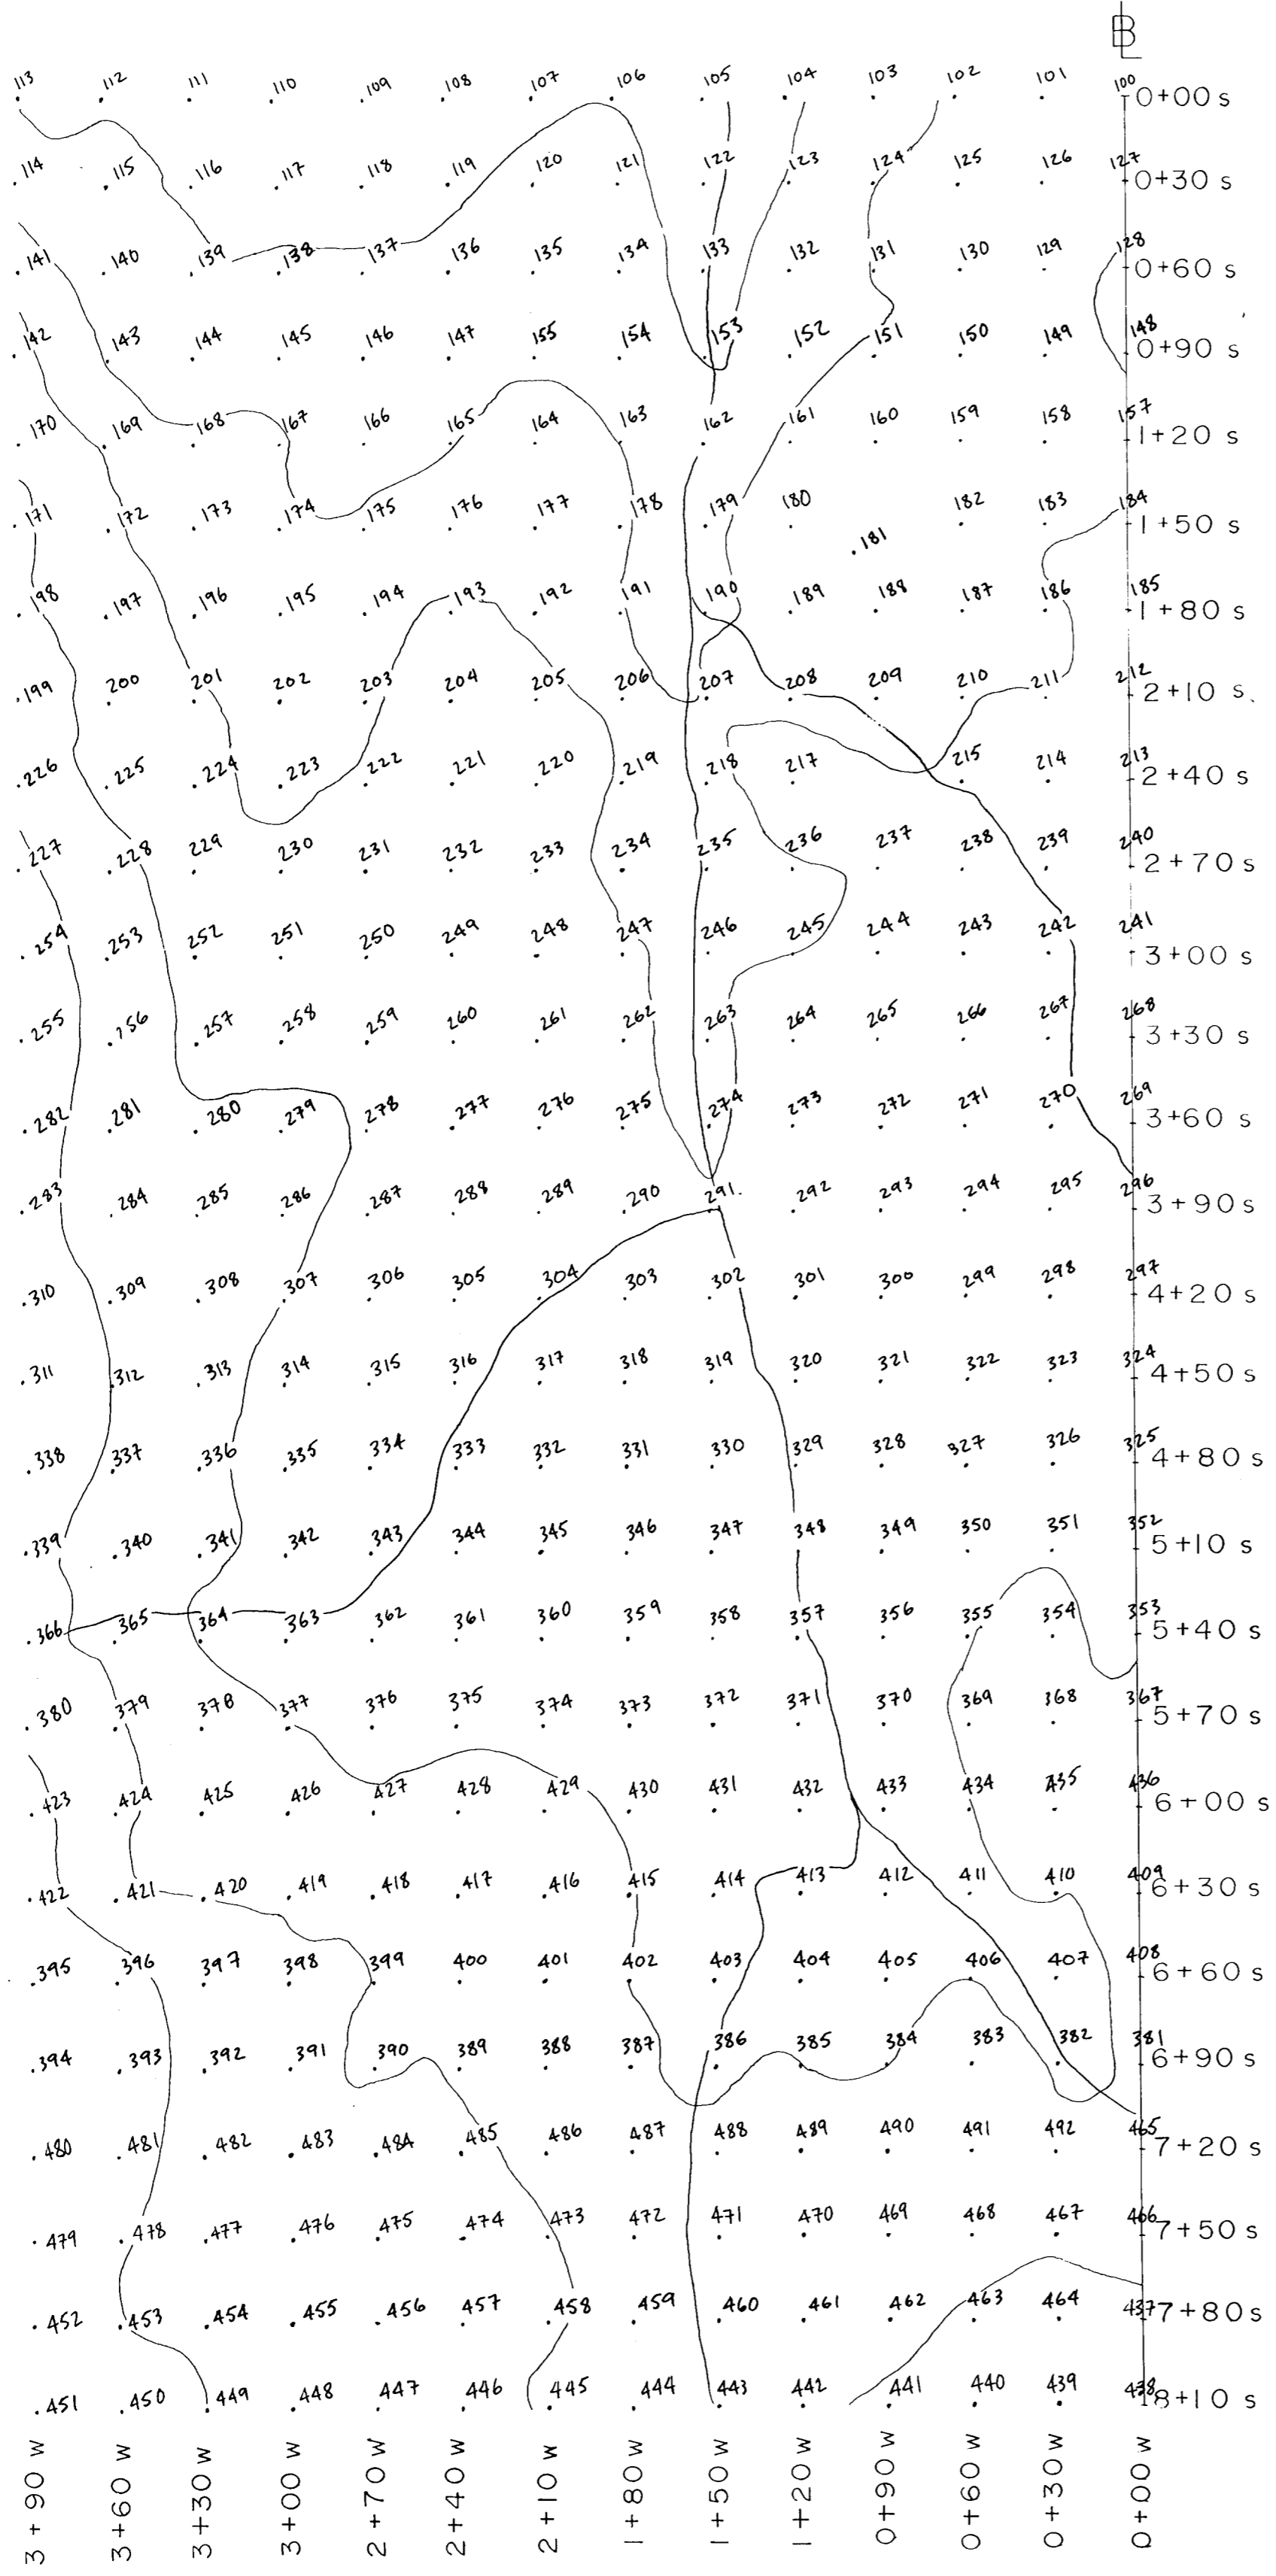 BL
113 112 111 110 109 108 107 106 105 104 103 102 101 100 0+00 s
114 115 116 117 118 119 120 121 122 123 124 125 126 127 0+30 s
141 140 139 138 137 136 135 134 133 132 131 130 129 128 0+60 s
142 143 144 145 146 147 155 154 153 152 151 150 149 148 0+90 s
170 169 168 167 166 165 164 163 162 161 160 159 158 157 1+20 s
171 172 173 174 175 176 177 178 179 180 181 182 183 184 1+50 s
198 197 196 195 194 193 192 191 190 189 188 187 186 185 1+80 s
199 200 201 202 203 204 205 206 207 208 209 210 211 212 2+10 s.
226 225 224 223 222 221 220 219 218 217 215 214 213 2+40 s
227 228 229 230 231 232 233 234 235 236 237 238 239 240 2+70 s
254 253 252 251 250 249 248 247 246 245 244 243 242 241 3+00 s
255 256 257 258 259 260 261 262 263 264 265 266 267 268 3+30 s
282 281 280 279 278 277 276 275 274 273 272 271 270 269 3+60 s
283 284 285 286 287 288 289 290 291. 292 293 294 295 296 3+90 s
310 309 308 307 306 305 304 303 302 301 300 299 298 297 4+20 s
311 312 313 314 315 316 317 318 319 320 321 322 323 324 4+50 s
338 337 336 335 334 333 332 331 330 329 328 327 326 325 4+80 s
339 340 341 342 343 344 345 346 347 348 349 350 351 352 5+10 s
366 365 364 363 362 361 360 359 358 357 356 355 354 353 5+40 s
380 379 378 377 376 375 374 373 372 371 370 369 368 367 5+70 s
423 424 425 426 427 428 429 430 431 432 433 434 435 436 6+00 s
422 421 420 419 418 417 416 415 414 413 412 411 410 409 6+30 s
395 396 397 398 399 400 401 402 403 404 405 406 407 408 6+60 s
394 393 392 391 390 389 388 387 386 385 384 383 382 381 6+90 s
480 481 482 483 484 485 486 487 488 489 490 491 492 465 7+20 s
479 478 477 476 475 474 473 472 471 470 469 468 467 466 7+50 s
452 453 454 455 456 457 458 459 460 461 462 463 464 437 7+80 s
451 450 449 448 447 446 445 444 443 442 441 440 439 438 8+10 s
3+90 W 3+60 W 3+30 W 3+00 W 2+70 W 2+40 W 2+10 W 1+80 W 1+50 W 1+20 W 0+90 W 0+60 W 0+30 W 0+00 W